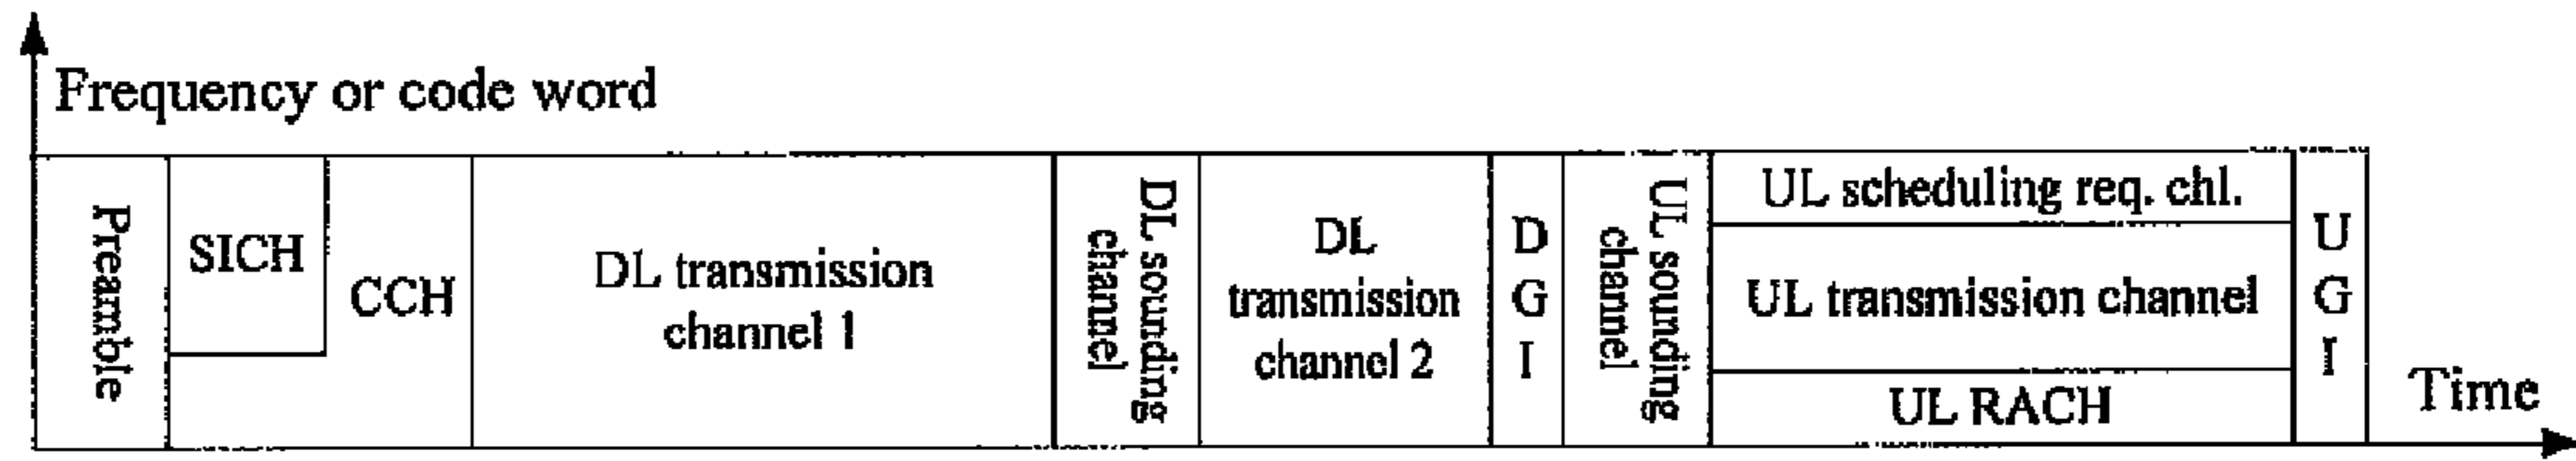 Frequency or code word
Preamble
SICH
CCH
DL transmission
channel 1
DL sounding
channel
DL
transmission
channel 2
D
G
I
UL sounding
channel
UL scheduling req. chl.
UL transmission channel
UL RACH
U
G
I
Time